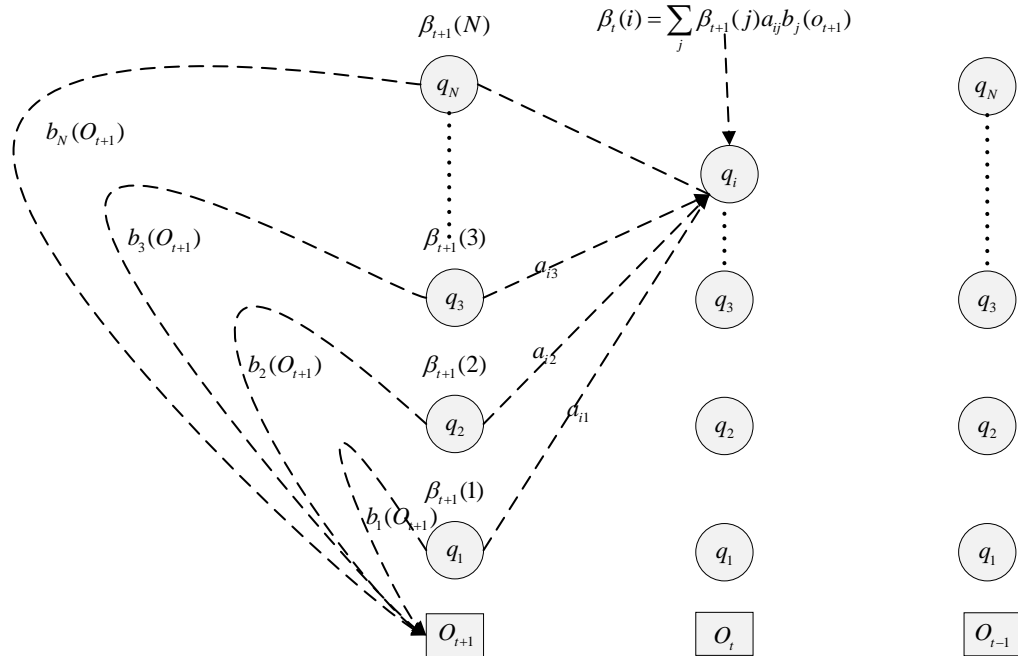 β_{t+1}(N)
β_t(i) = ∑_j β_{t+1}(j)a_{ij}b_j(o_{t+1})
q_N
q_N
b_N(O_{t+1})
q_i
b_3(O_{t+1})
β_{t+1}(3)
a_{i3}
q_3
q_3
q_3
b_2(O_{t+1})
β_{t+1}(2)
a_{i2}
a_{i1}
q_2
q_2
q_2
β_{t+1}(1)
b_1(O_{t+1})
q_1
q_1
q_1
O_{t+1}
O_t
O_{t-1}